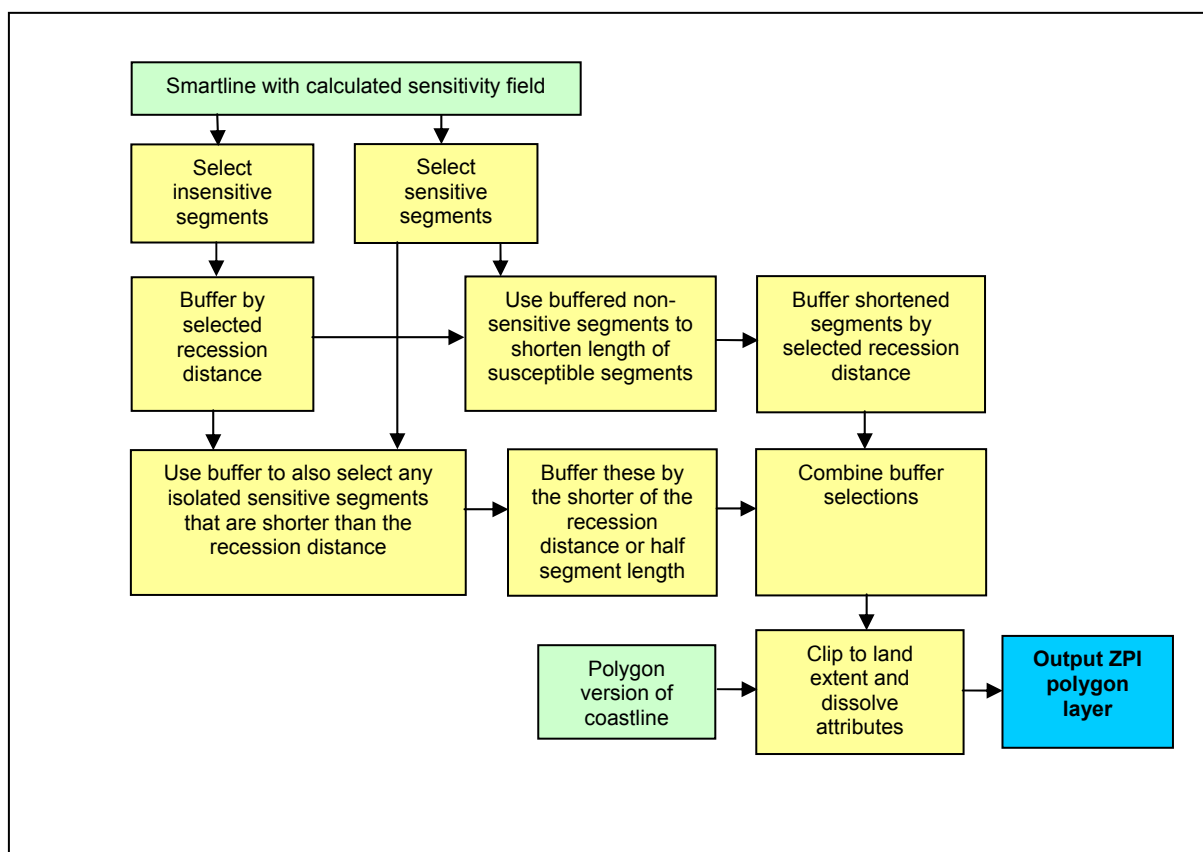 Smartline with calculated sensitivity field
Select
insensitive
segments
Select
sensitive
segments
Buffer by
selected
recession
distance
Use buffered non-
sensitive segments to
shorten length of
susceptible segments
Buffer shortened
segments by
selected recession
distance
Use buffer to also select any
isolated sensitive segments
that are shorter than the
recession distance
Buffer these by
the shorter of the
recession
distance or half
segment length
Combine buffer
selections
Polygon
version of
coastline
Clip to land
extent and
dissolve
attributes
Output ZPI
polygon
layer